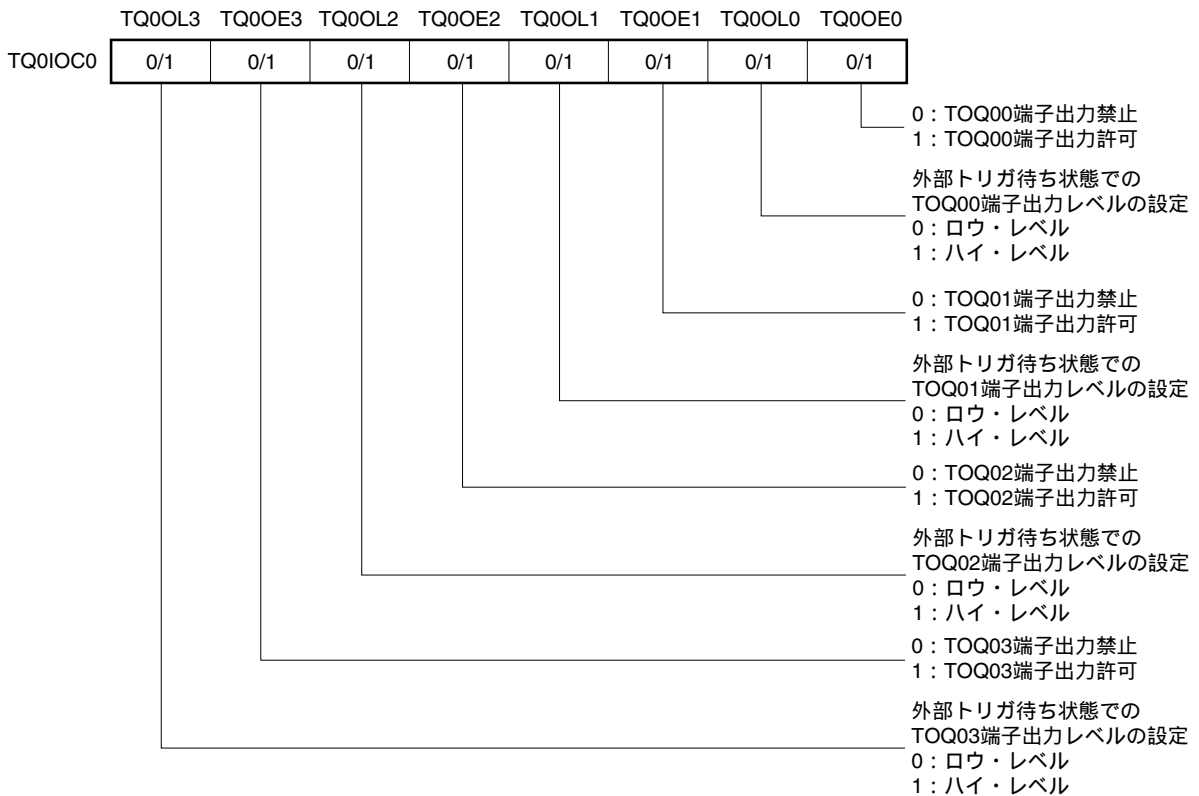 TQ0OL3 TQ0OE3 TQ0OL2 TQ0OE2 TQ0OL1 TQ0OE1 TQ0OL0 TQ0OE0
TQ0IOC0 0/1 0/1 0/1 0/1 0/1 0/1 0/1 0/1
0：TOQ00端子出力禁止
1：TOQ00端子出力許可
外部トリガ待ち状態での
TOQ00端子出力レベルの設定
0：ロウ・レベル
1：ハイ・レベル
0：TOQ01端子出力禁止
1：TOQ01端子出力許可
外部トリガ待ち状態での
TOQ01端子出力レベルの設定
0：ロウ・レベル
1：ハイ・レベル
0：TOQ02端子出力禁止
1：TOQ02端子出力許可
外部トリガ待ち状態での
TOQ02端子出力レベルの設定
0：ロウ・レベル
1：ハイ・レベル
0：TOQ03端子出力禁止
1：TOQ03端子出力許可
外部トリガ待ち状態での
TOQ03端子出力レベルの設定
0：ロウ・レベル
1：ハイ・レベル